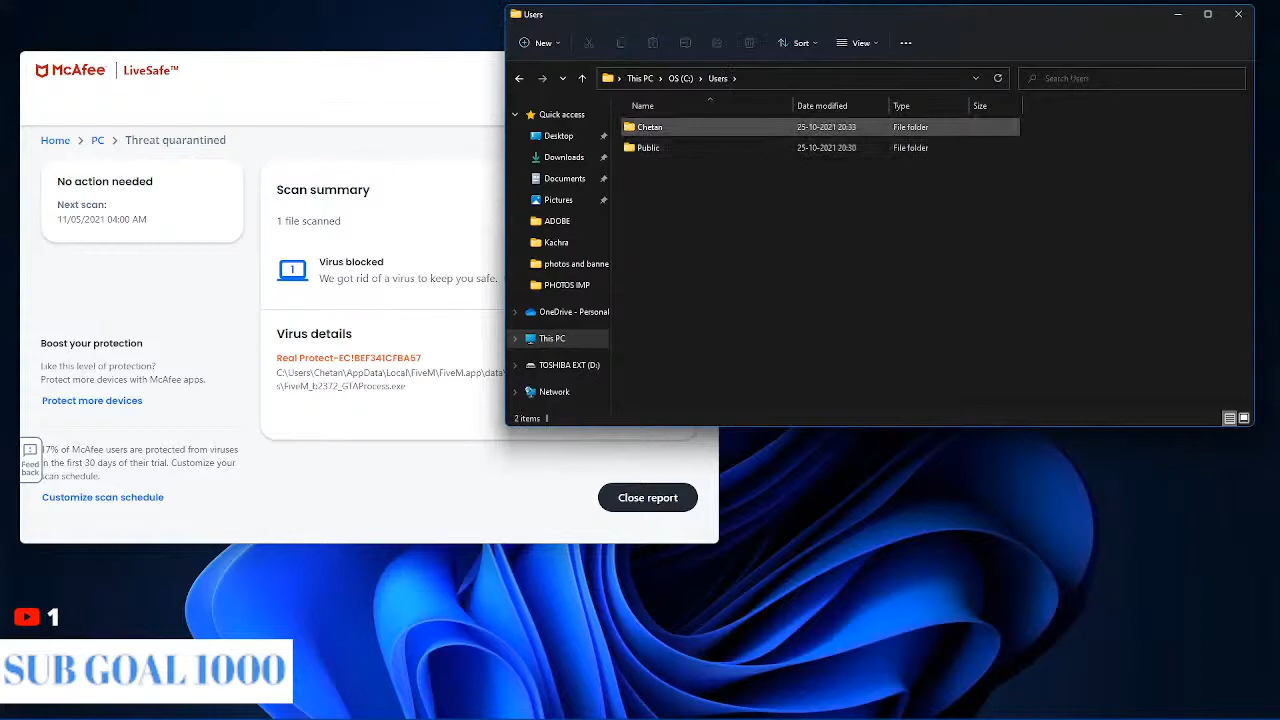 McAfee | LiveSafe™
Home > PC > Threat quarantined
No action needed
Next scan:
11/05/2021 04:00 AM
Scan summary
1 file scanned
1
Virus blocked
We got rid of a virus to keep you safe.
Virus details
Real Protect-EC!BEF341CFBA57
C:\Users\Chetan\AppData\Local\FiveM\FiveM.app\data
s\FiveM_b2372_GTAProcess.exe
Boost your protection
Like this level of protection?
Protect more devices with McAfee apps.
Protect more devices
Feed
back
17% of McAfee users are protected from viruses
in the first 30 days of their trial. Customize your
scan schedule.
Customize scan schedule
Close report
Users
New
Sort
View
This PC > OS (C:) > Users >
Search Users
Name
Date modified
Type
Size
Quick access
Desktop
Downloads
Documents
Pictures
ADOBE
Kachra
photos and banne
PHOTOS IMP
OneDrive - Personal
This PC
TOSHIBA EXT (D:)
Network
Chetan 25-10-2021 20:33 File folder
Public 25-10-2021 20:30 File folder
2 items
1
SUB GOAL 1000